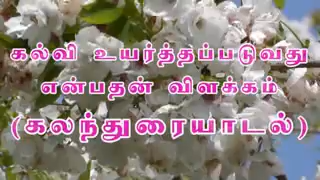 கல்வி உயர்த்தப்படுவது
என்பதன் விளக்கம்
(கலந்துரையாடல்)